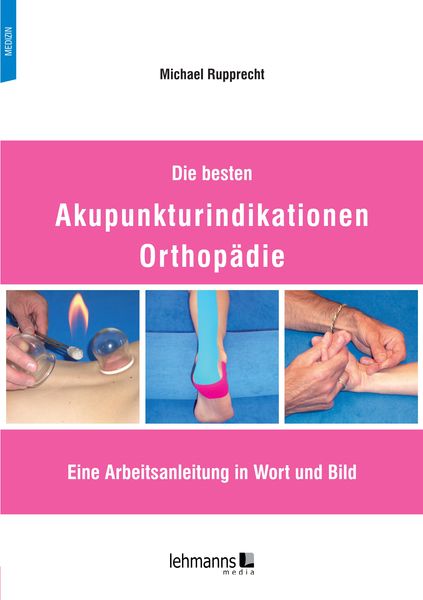 MEDIZIN
Michael Rupprecht
Die besten
Akupunkturindikationen
Orthopädie
Eine Arbeitsanleitung in Wort und Bild
lehmanns
media